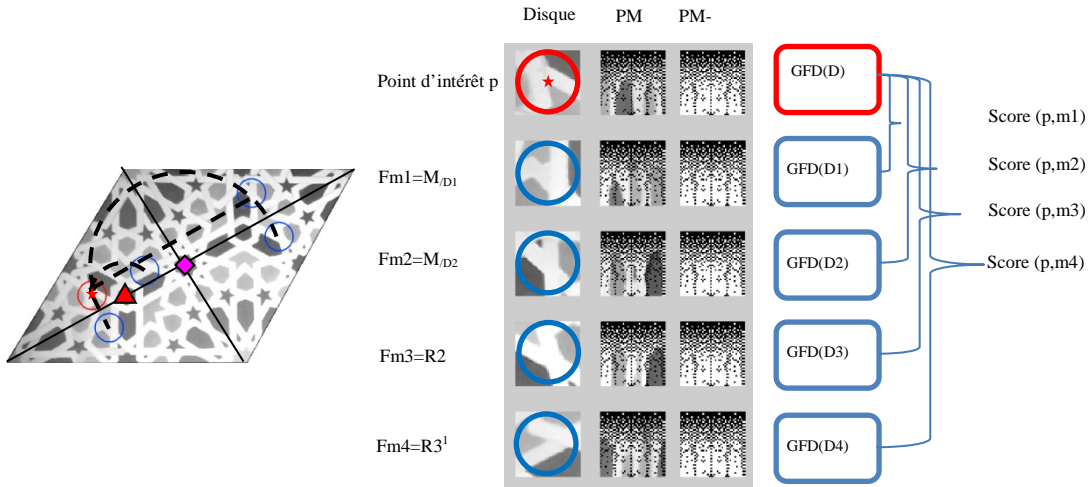 Disque PM PM-
Point d'intérêt p
GFD(D)
Score (p,m1)
Fm1=M/D1
GFD(D1)
Score (p,m2)
Score (p,m3)
Fm2=M/D2
GFD(D2)
Score (p,m4)
Fm3=R2
GFD(D3)
Fm4=R3¹
GFD(D4)